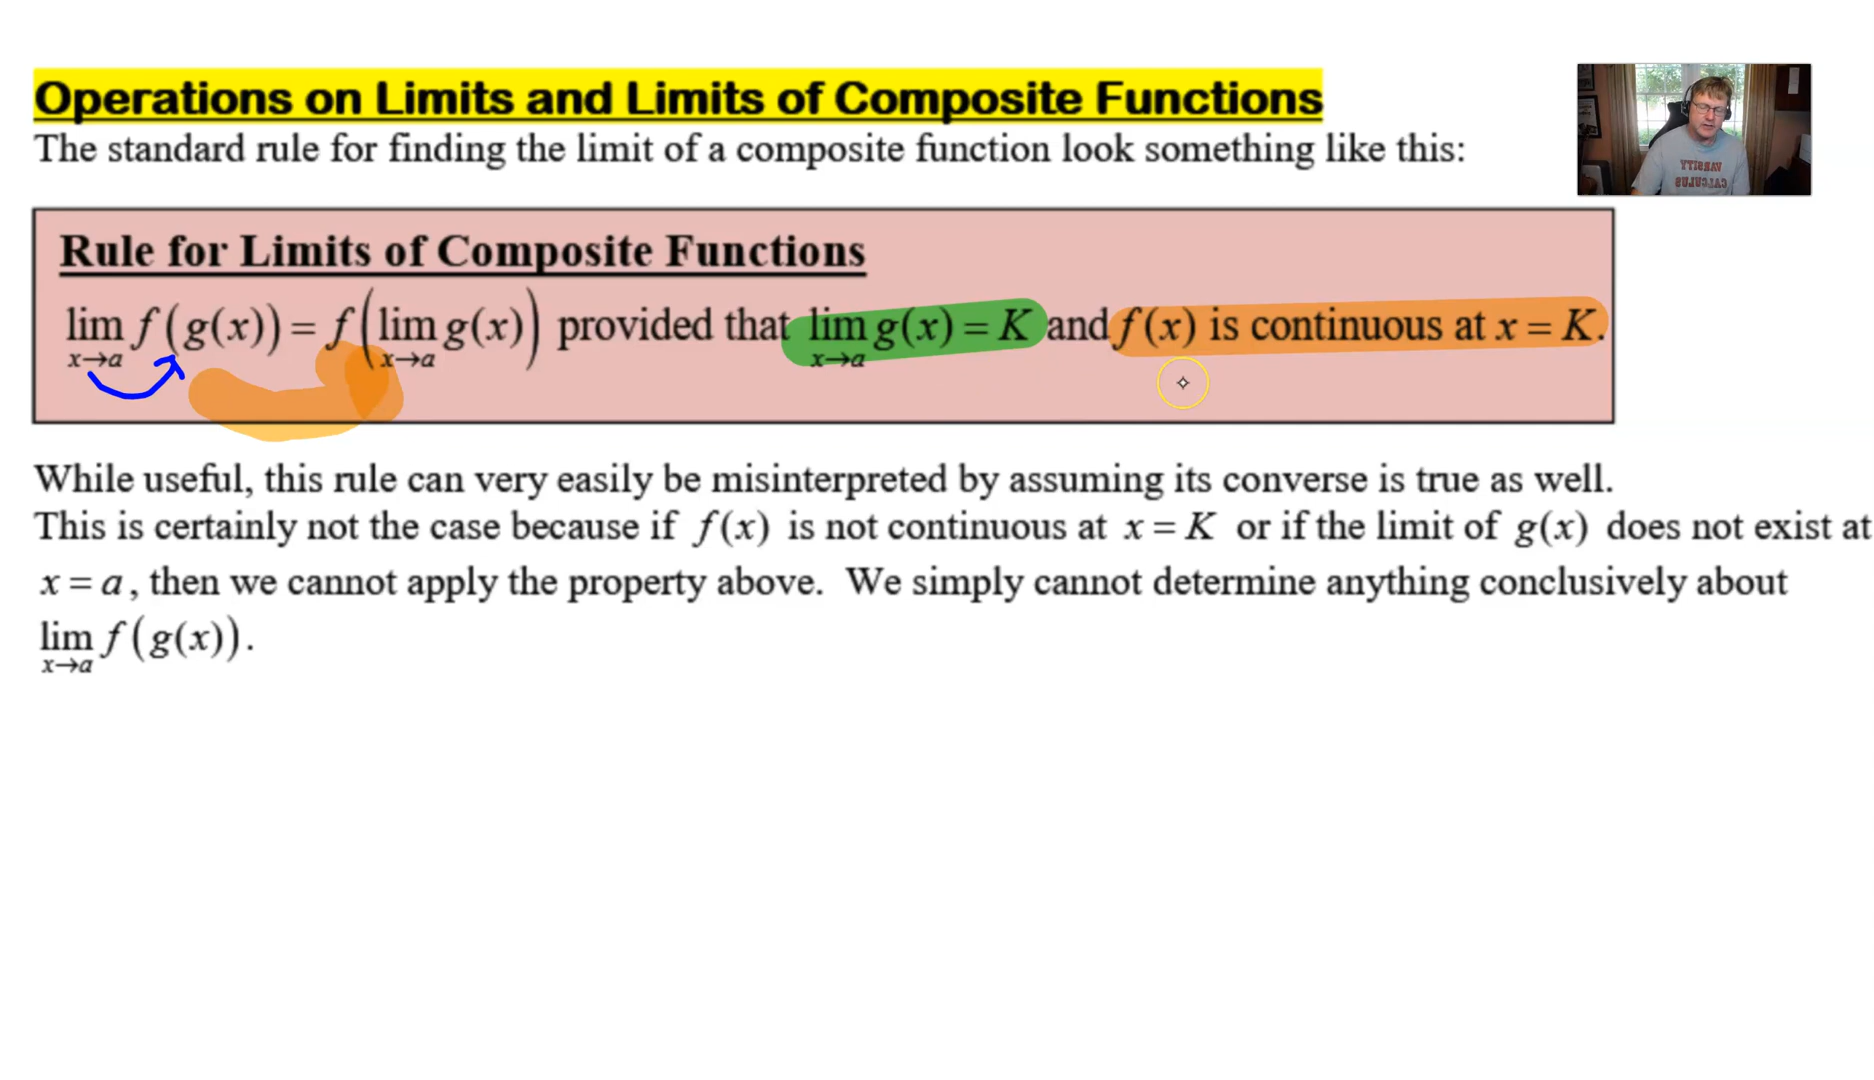 Operations on Limits and Limits of Composite Functions
The standard rule for finding the limit of a composite function look something like this:
VARSITY
CALCULUS
Rule for Limits of Composite Functions
lim x→a f(g(x)) = f(lim x→a g(x)) provided that lim x→a g(x) = K and f(x) is continuous at x = K.
While useful, this rule can very easily be misinterpreted by assuming its converse is true as well.
This is certainly not the case because if f(x) is not continuous at x = K or if the limit of g(x) does not exist at
x = a, then we cannot apply the property above. We simply cannot determine anything conclusively about
lim x→a f(g(x)).